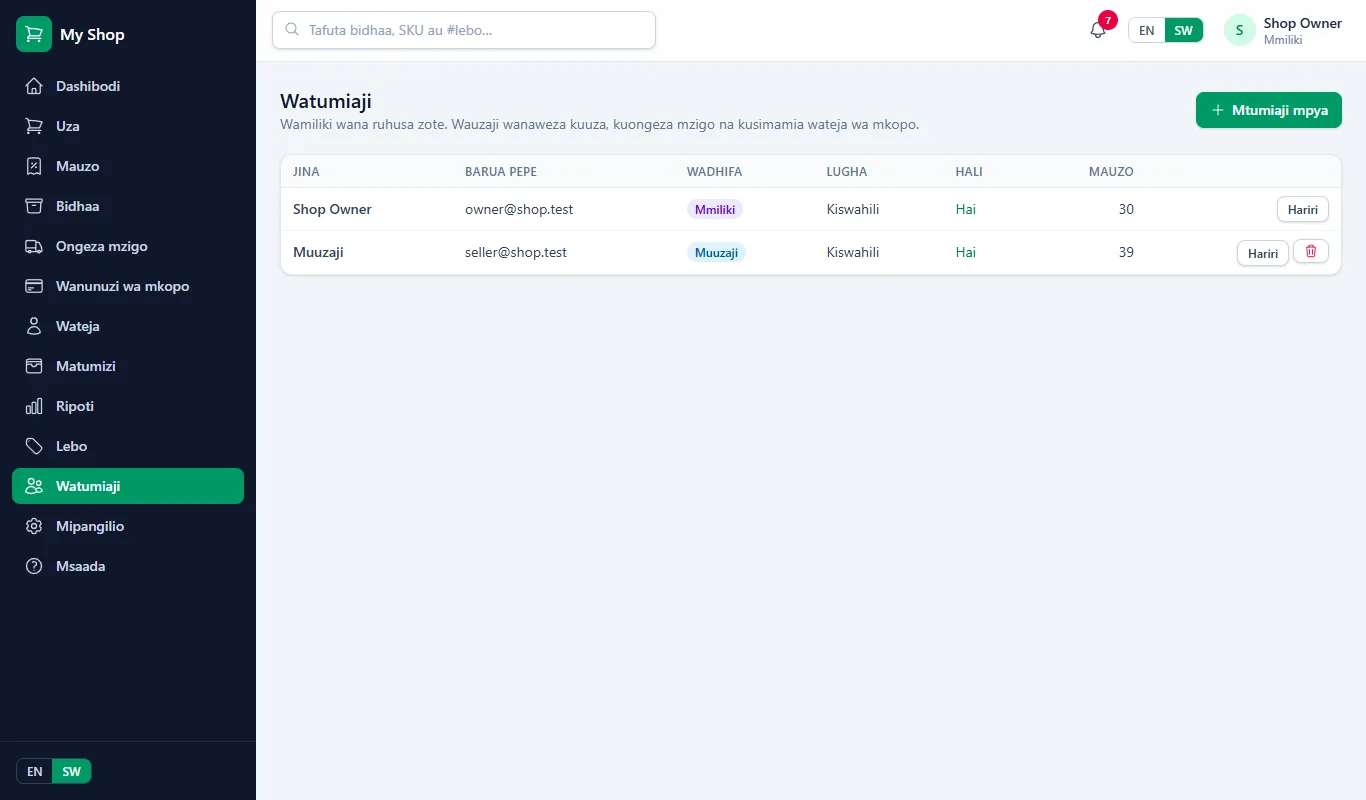 My Shop
Tafuta bidhaa, SKU au #lebo...
7
EN SW
S
Shop Owner
Mmiliki
Dashibodi
Uza
Mauzo
Bidhaa
Ongeza mzigo
Wanunuzi wa mkopo
Wateja
Matumizi
Ripoti
Lebo
Watumiaji
Mipangilio
Msaada
EN SW
Watumiaji
Wamiliki wana ruhusa zote. Wauzaji wanaweza kuuza, kuongeza mzigo na kusimamia wateja wa mkopo.
+ Mtumiaji mpya
JINA BARUA PEPE WADHIFA LUGHA HALI MAUZO
Shop Owner owner@shop.test Mmiliki Kiswahili Hai 30 Hariri
Muuzaji seller@shop.test Muuzaji Kiswahili Hai 39 Hariri